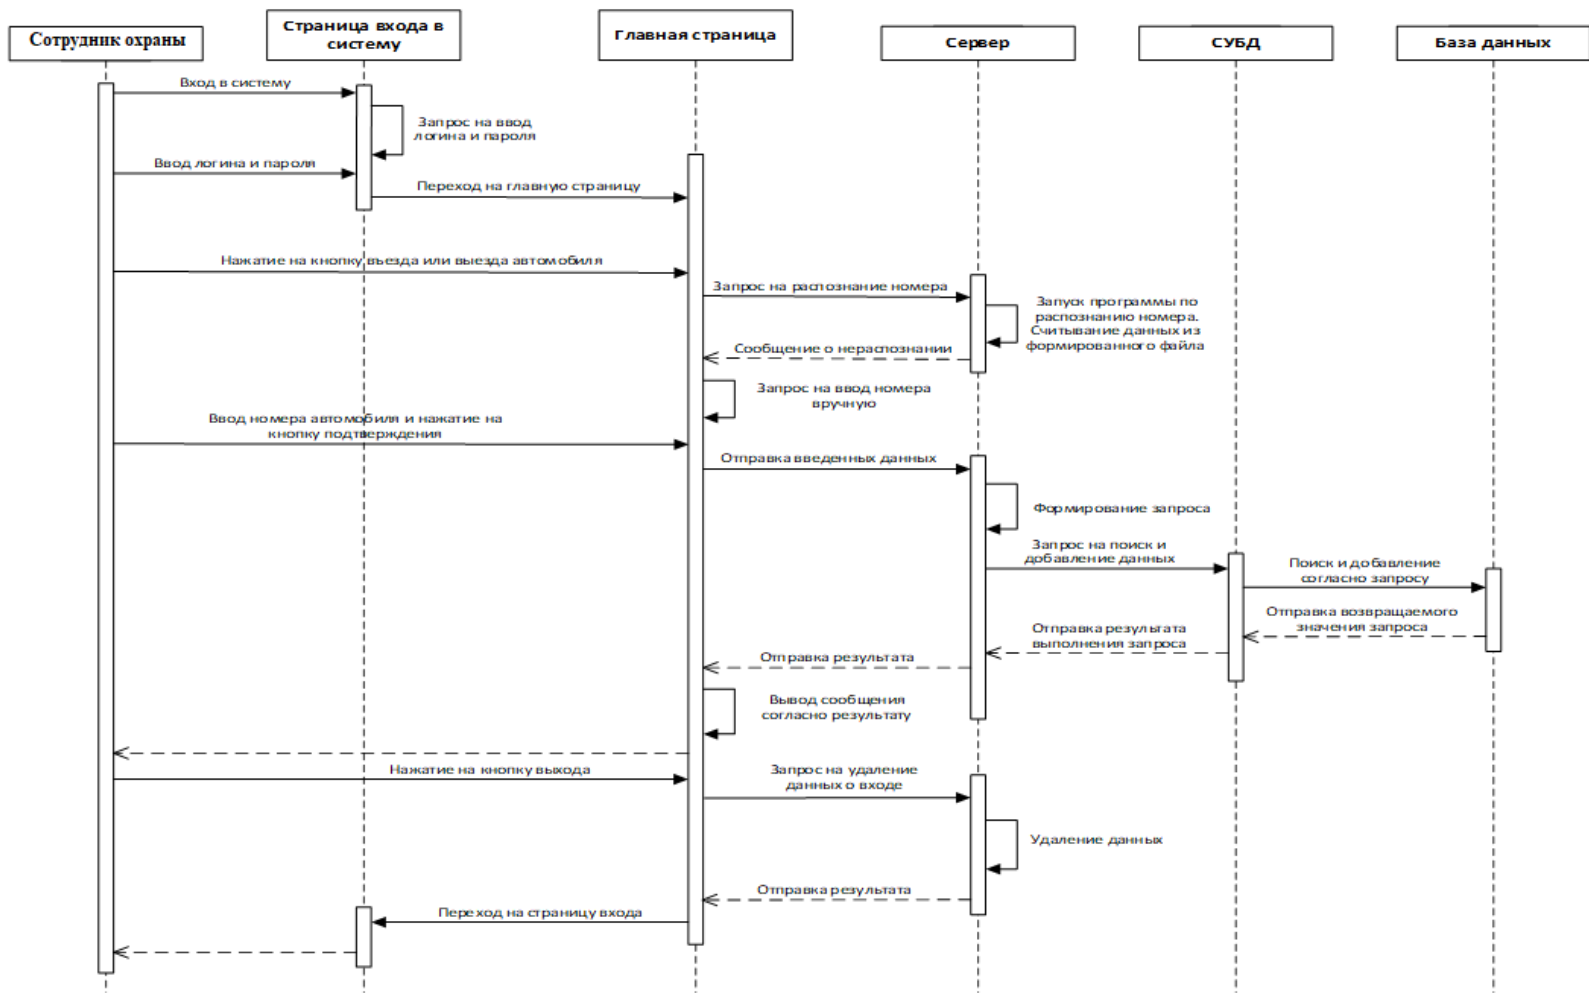 Сотрудник охраны
Страница входа в
систему
Главная страница
Сервер
СУБД
База данных
Вход в систему
Запрос на ввод
логина и пароля
Ввод логина и пароля
Переход на главную страницу
Нажатие на кнопку въезда или выезда автомобиля
Запрос на распознание номера
Запуск программы по
распознанию номера.
Считывание данных из
формированного файла
Сообщение о нераспознании
Запрос на ввод номера
вручную
Ввод номера автомобиля и нажатие на
кнопку подтверждения
Отправка введенных данных
Формирование запроса
Запрос на поиск и
добавление данных
Поиск и добавление
согласно запросу
Отправка возвращаемого
значения запроса
Отправка результата
выполнения запроса
Отправка результата
Вывод сообщения
согласно результату
Нажатие на кнопку выхода
Запрос на удаление
данных о входе
Удаление данных
Отправка результата
Переход на страницу входа